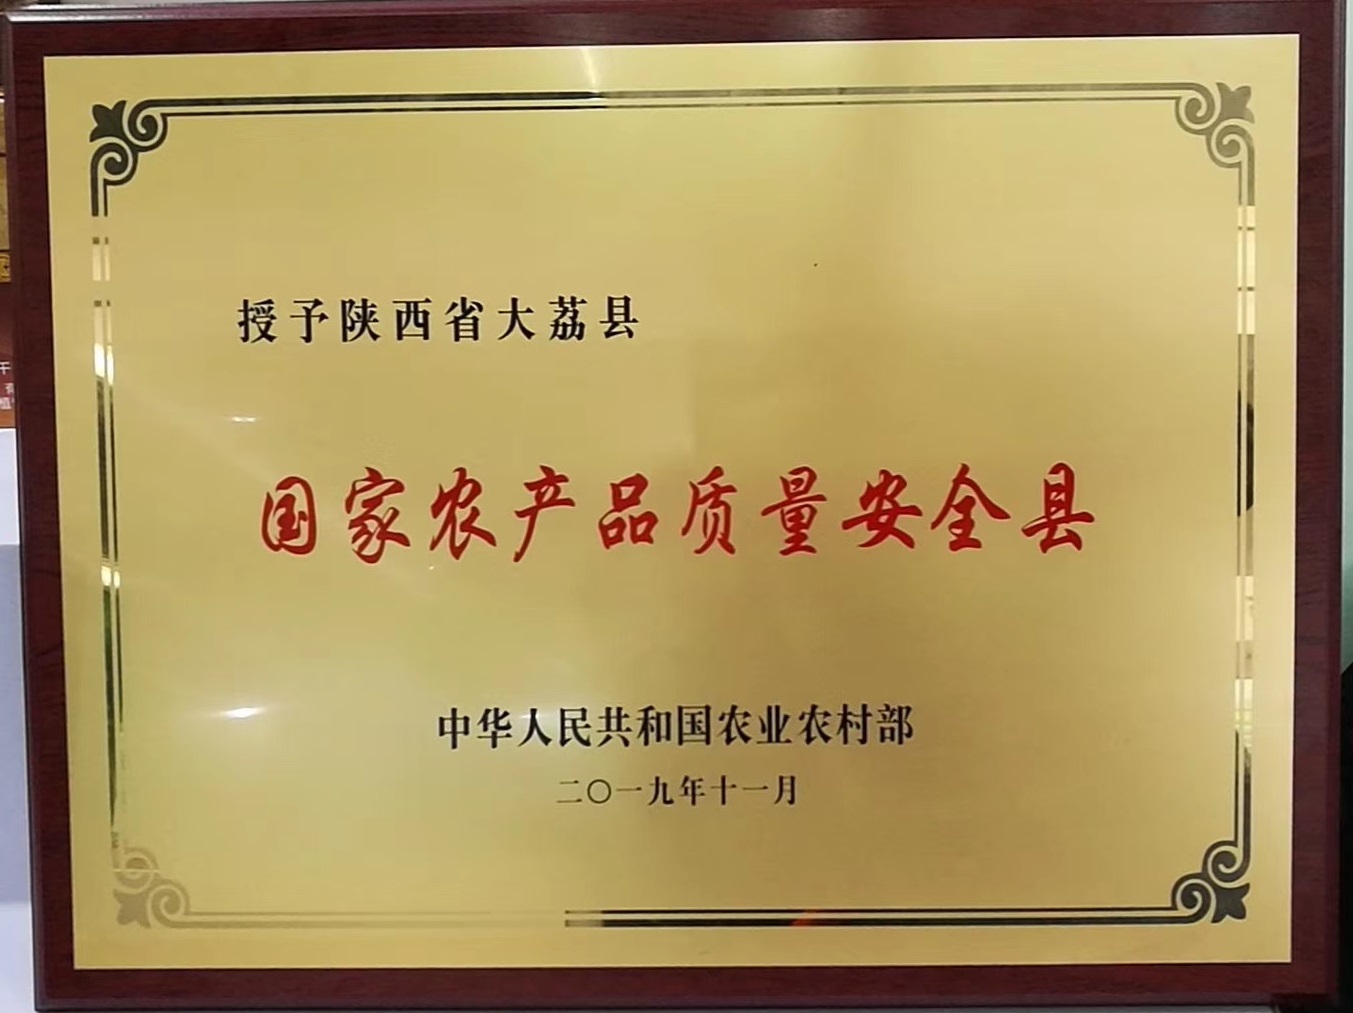 授予陕西省大荔县
国家农产品质量安全县
中华人民共和国农业农村部
二〇一九年十一月